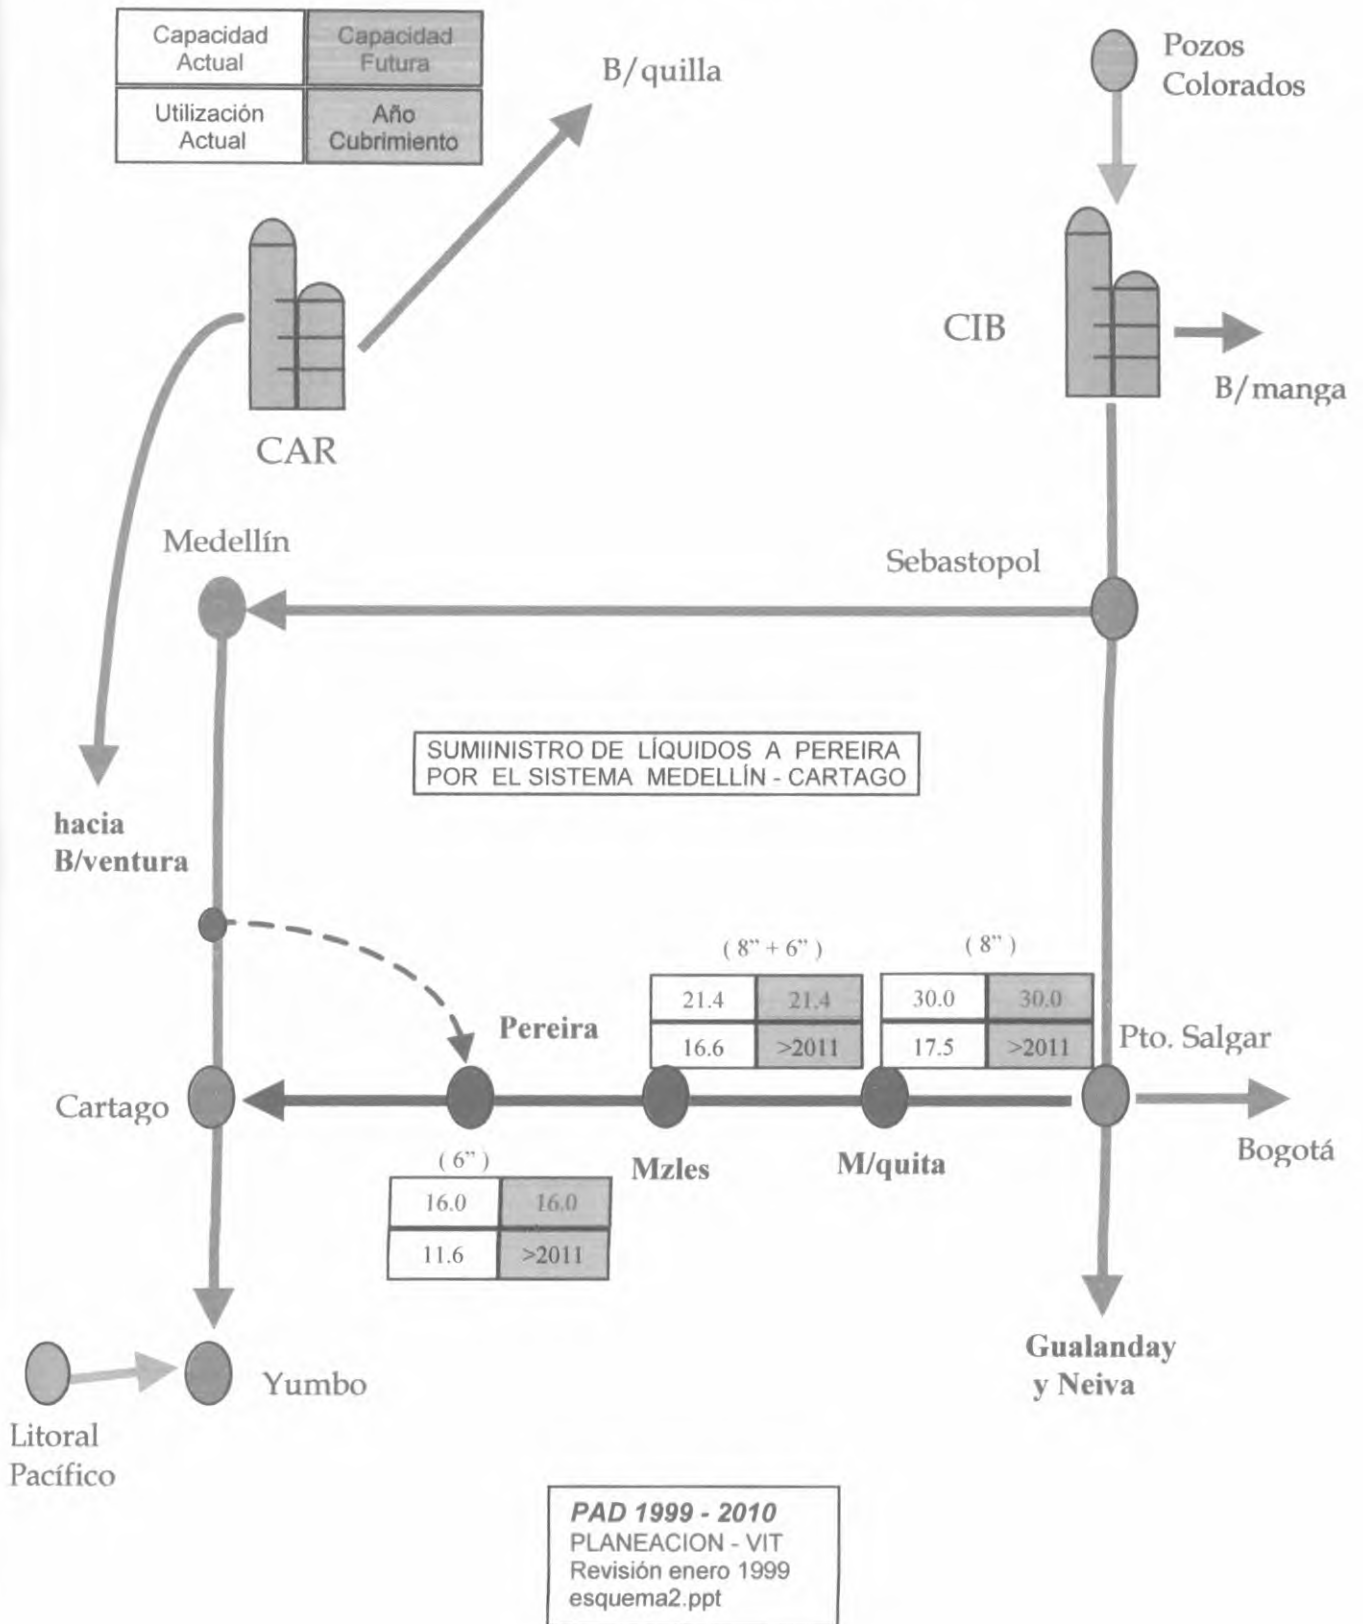 Capacidad
Actual
Capacidad
Futura
Utilización
Actual
Año
Cubrimiento
B/quilla
Pozos
Colorados
CIB
B/manga
CAR
Medellín
Sebastopol
SUMIINISTRO DE LÍQUIDOS A PEREIRA
POR EL SISTEMA MEDELLÍN - CARTAGO
hacia
B/ventura
( 8” + 6” )
( 8” )
21.4 21.4
16.6 >2011
30.0 30.0
17.5 >2011
Pereira
Pto. Salgar
Cartago
Bogotá
( 6” )
Mzles
M/quita
16.0 16.0
11.6 >2011
Gualanday
y Neiva
Yumbo
Litoral
Pacífico
PAD 1999 - 2010
PLANEACION - VIT
Revisión enero 1999
esquema2.ppt